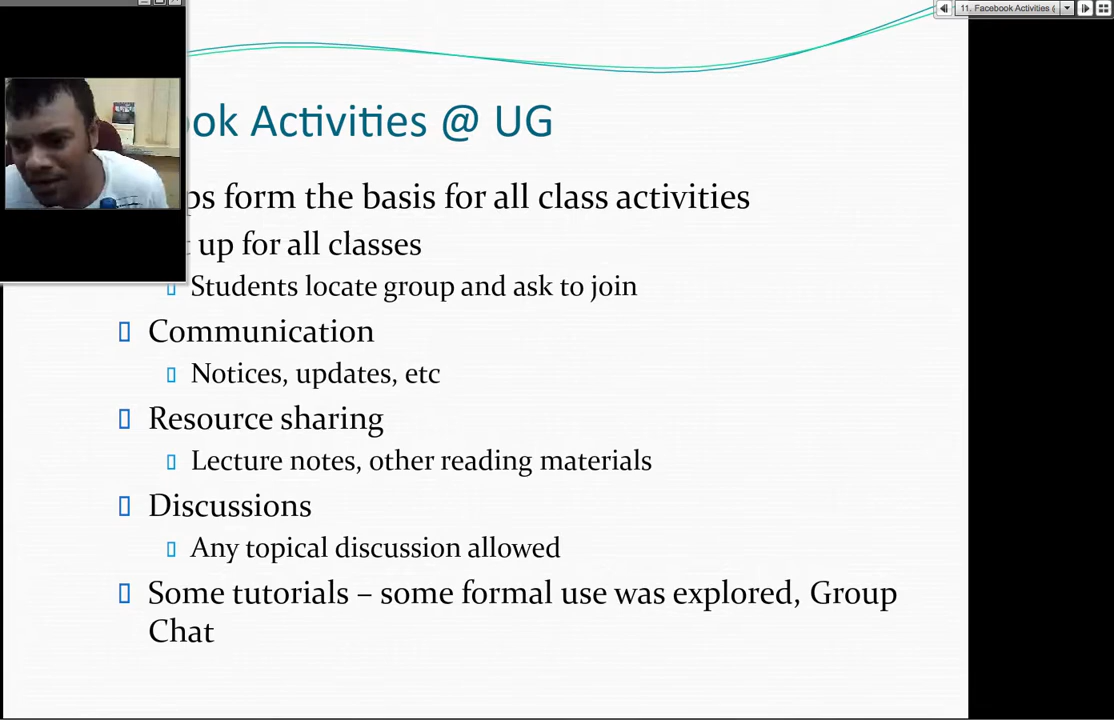 11. Facebook Activities (
ok Activities @ UG
ps form the basis for all class activities
up for all classes
Students locate group and ask to join
Communication
Notices, updates, etc
Resource sharing
Lecture notes, other reading materials
Discussions
Any topical discussion allowed
Some tutorials – some formal use was explored, Group
Chat